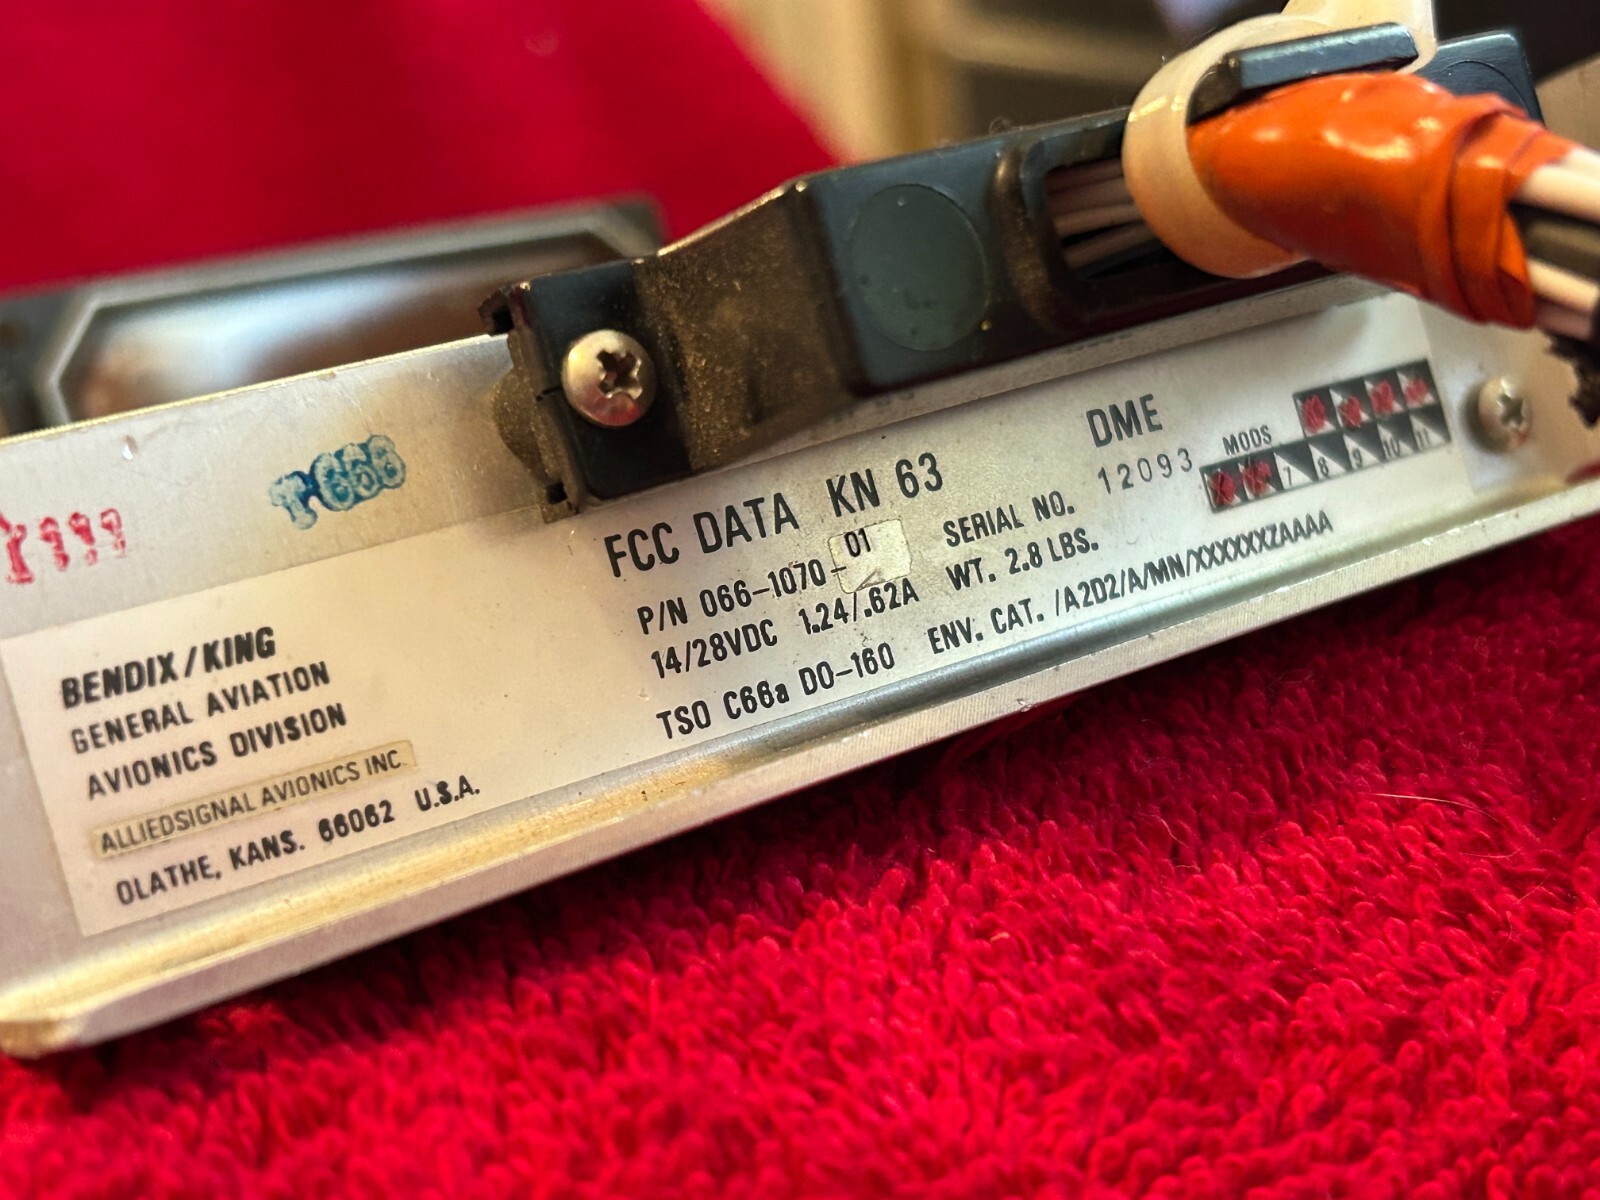 T-658
BENDIX/KING
GENERAL AVIATION
AVIONICS DIVISION
ALLIEDSIGNAL AVIONICS INC.
OLATHE, KANS. 66062 U.S.A.
FCC DATA KN 63 DME
P/N 066-1070-01 SERIAL NO. 12093
14/28VDC 1.24/.62A WT. 2.8 LBS.
TSO C66a DO-160 ENV. CAT. /A2D2/A/MN/XXXXXXZAAAA
MODS
7 8 9 10 11